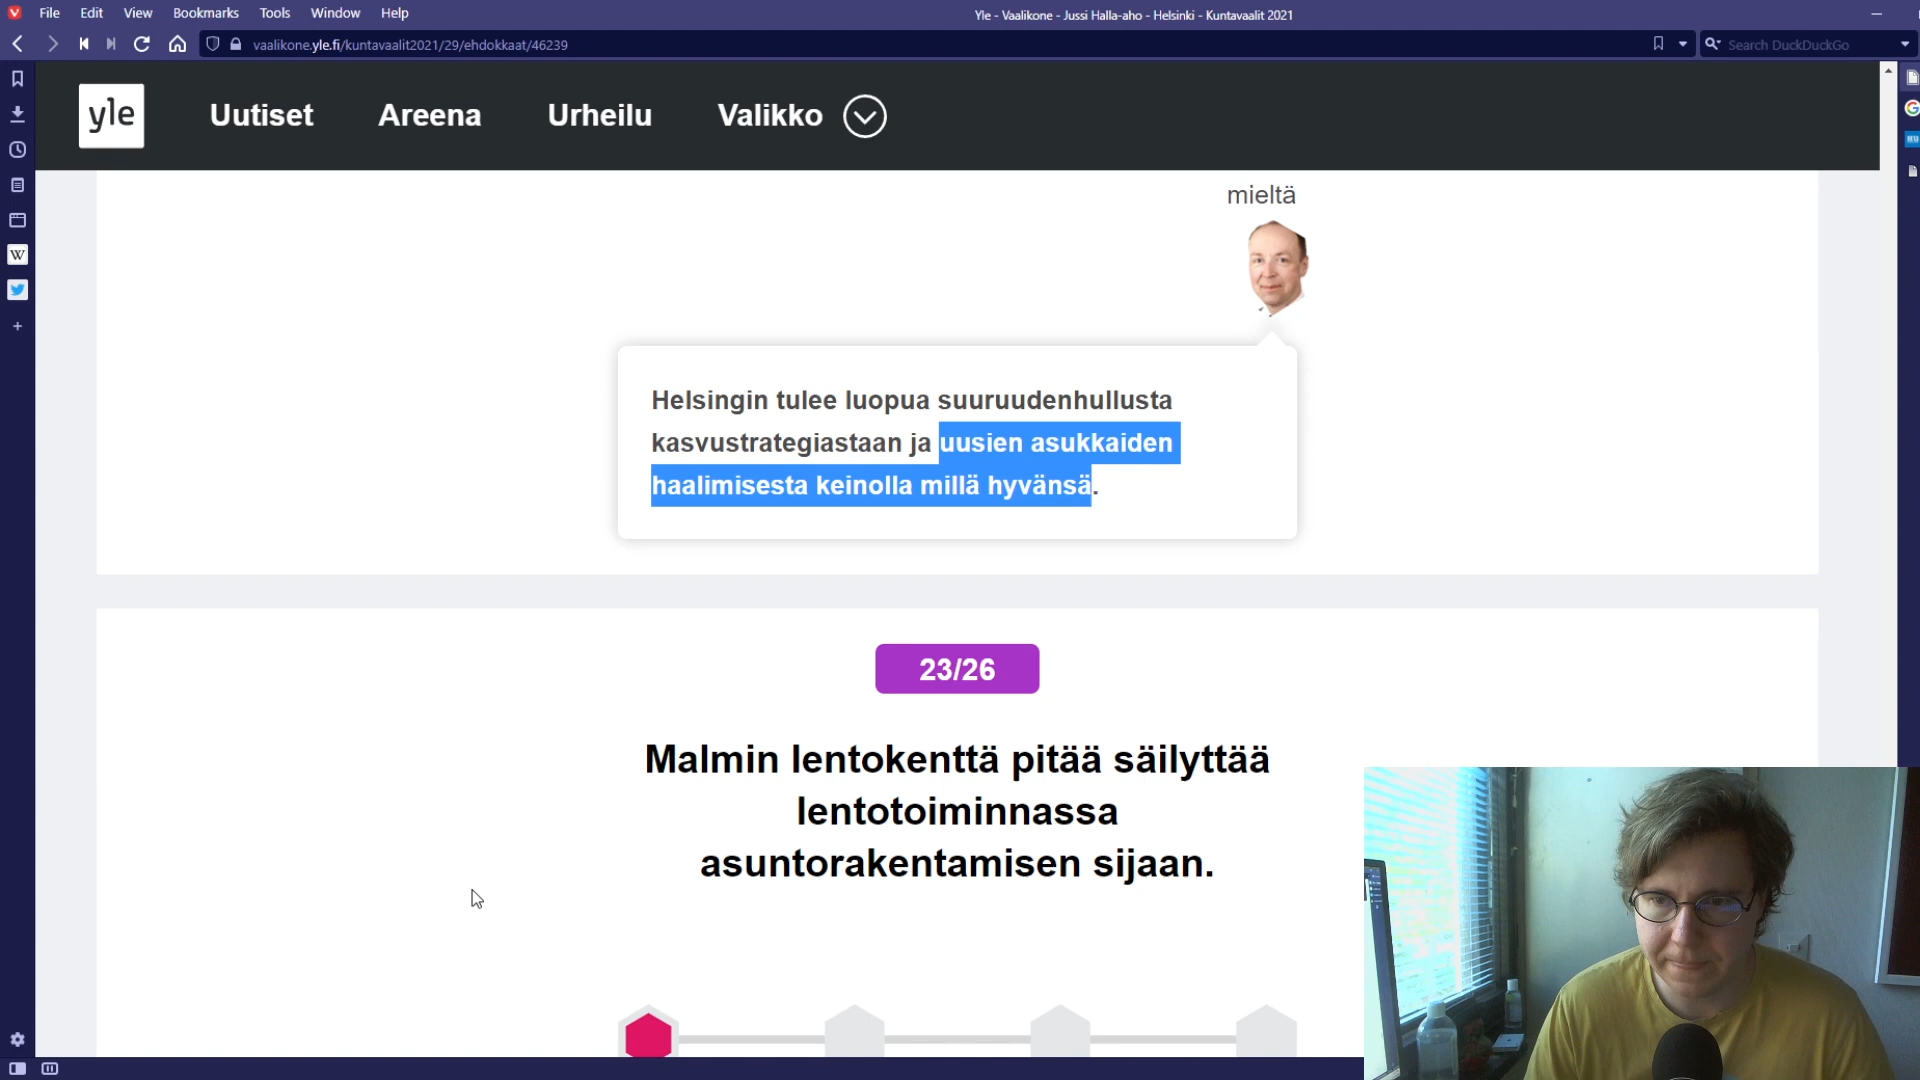 File Edit View Bookmarks Tools Window Help
Yle - Vaalikone - Jussi Halla-aho - Helsinki - Kuntavaalit 2021
vaalikone.yle.fi/kuntavaalit2021/29/ehdokkaat/46239
Search DuckDuckGo
yle
Uutiset Areena Urheilu Valikko
mieltä
W
Helsingin tulee luopua suuruudenhullusta
kasvustrategiastaan ja uusien asukkaiden
haalimisesta keinolla millä hyvänsä.
23/26
Malmin lentokenttä pitää säilyttää
lentotoiminnassa
asuntorakentamisen sijaan.